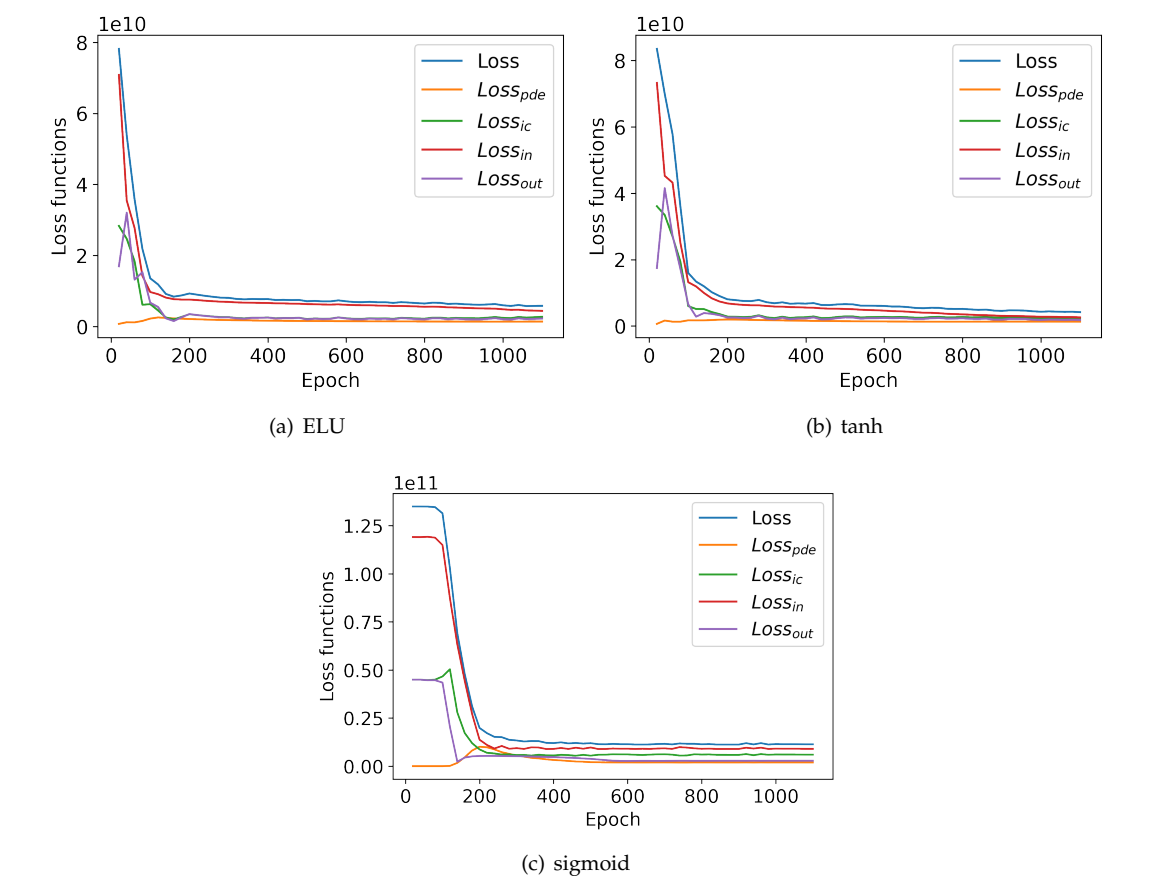 1e10
8
6
4
2
0
Loss functions
0 200 400 600 800 1000
Epoch
Loss
Loss_pde
Loss_ic
Loss_in
Loss_out
(a) ELU
1e10
8
6
4
2
0
Loss functions
0 200 400 600 800 1000
Epoch
Loss
Loss_pde
Loss_ic
Loss_in
Loss_out
(b) tanh
1e11
1.25
1.00
0.75
0.50
0.25
0.00
Loss functions
0 200 400 600 800 1000
Epoch
Loss
Loss_pde
Loss_ic
Loss_in
Loss_out
(c) sigmoid